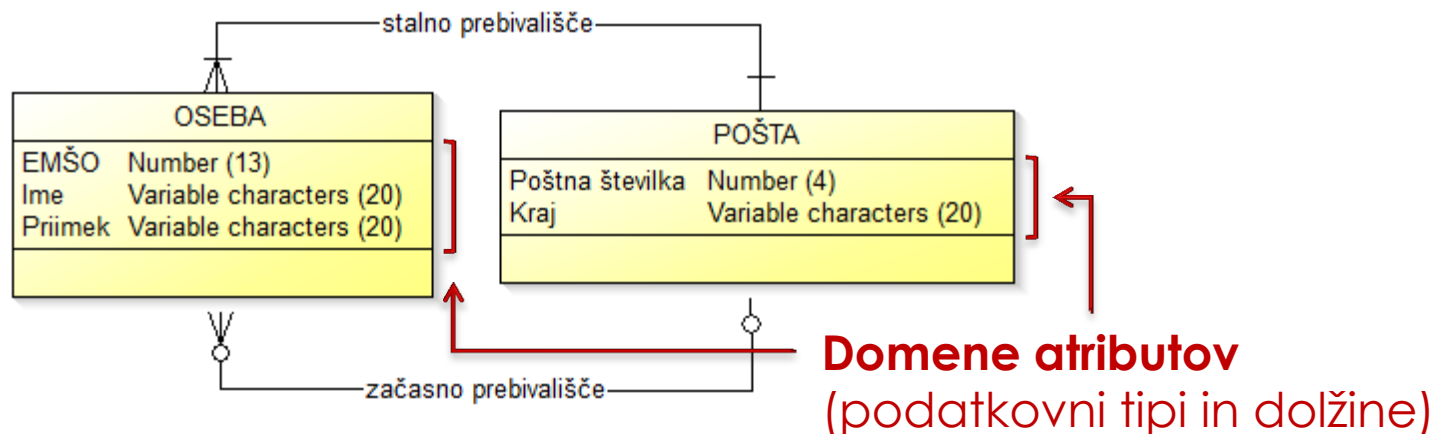 stalno prebivališče
OSEBA
EMŠO Number (13)
Ime Variable characters (20)
Priimek Variable characters (20)
POŠTA
Poštna številka Number (4)
Kraj Variable characters (20)
začasno prebivališče
Domene atributov
(podatkovni tipi in dolžine)